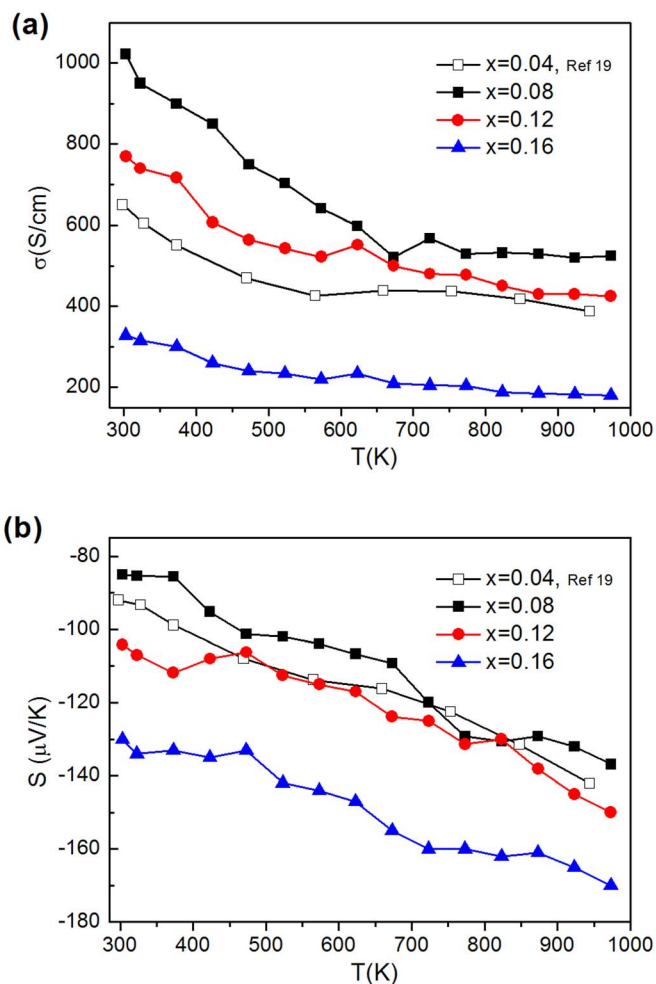 (a)
1000
800
600
400
200
σ(S/cm)
x=0.04, Ref 19
x=0.08
x=0.12
x=0.16
300 400 500 600 700 800 900 1000
T(K)
(b)
-80
-100
-120
-140
-160
-180
S (μV/K)
x=0.04, Ref 19
x=0.08
x=0.12
x=0.16
300 400 500 600 700 800 900 1000
T(K)